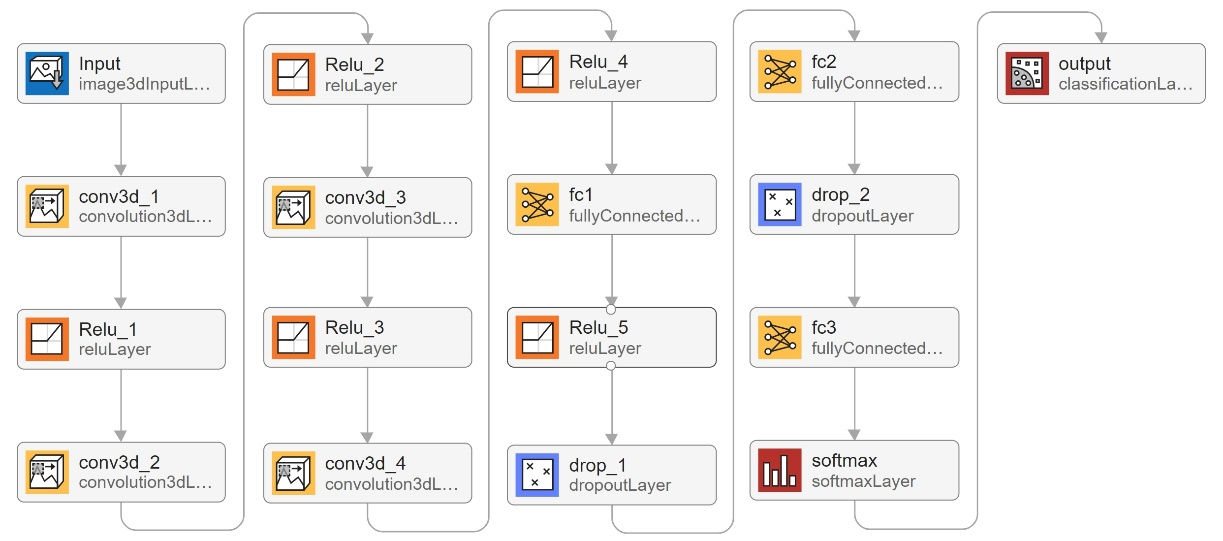 Input
image3dInputL...
conv3d_1
convolution3dL...
Relu_1
reluLayer
conv3d_2
convolution3dL...
Relu_2
reluLayer
conv3d_3
convolution3dL...
Relu_3
reluLayer
conv3d_4
convolution3dL...
Relu_4
reluLayer
fc1
fullyConnected...
Relu_5
reluLayer
drop_1
dropoutLayer
fc2
fullyConnected...
drop_2
dropoutLayer
fc3
fullyConnected...
softmax
softmaxLayer
output
classificationLa...